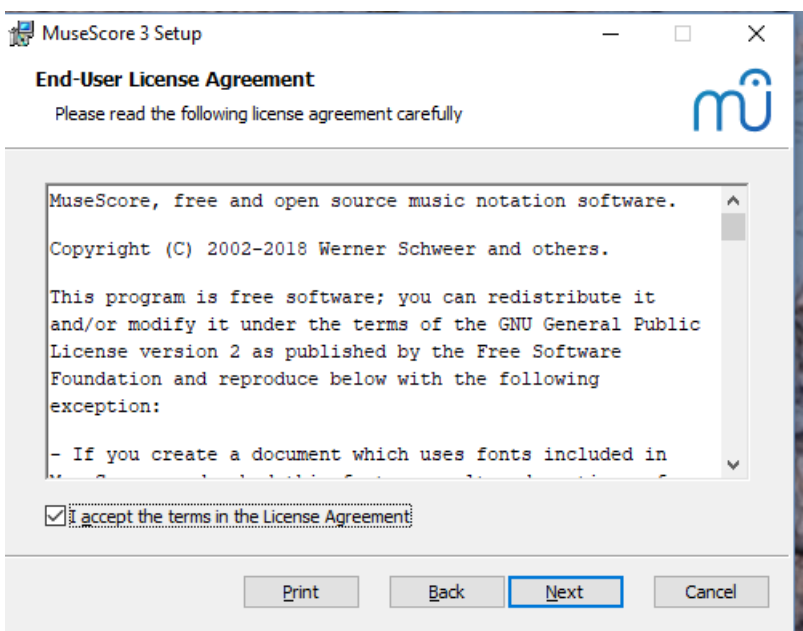 MuseScore 3 Setup
End-User License Agreement
Please read the following license agreement carefully
MuseScore, free and open source music notation software.
Copyright (C) 2002-2018 Werner Schweer and others.
This program is free software; you can redistribute it
and/or modify it under the terms of the GNU General Public
License version 2 as published by the Free Software
Foundation and reproduce below with the following
exception:
- If you create a document which uses fonts included in
I accept the terms in the License Agreement
Print Back Next Cancel